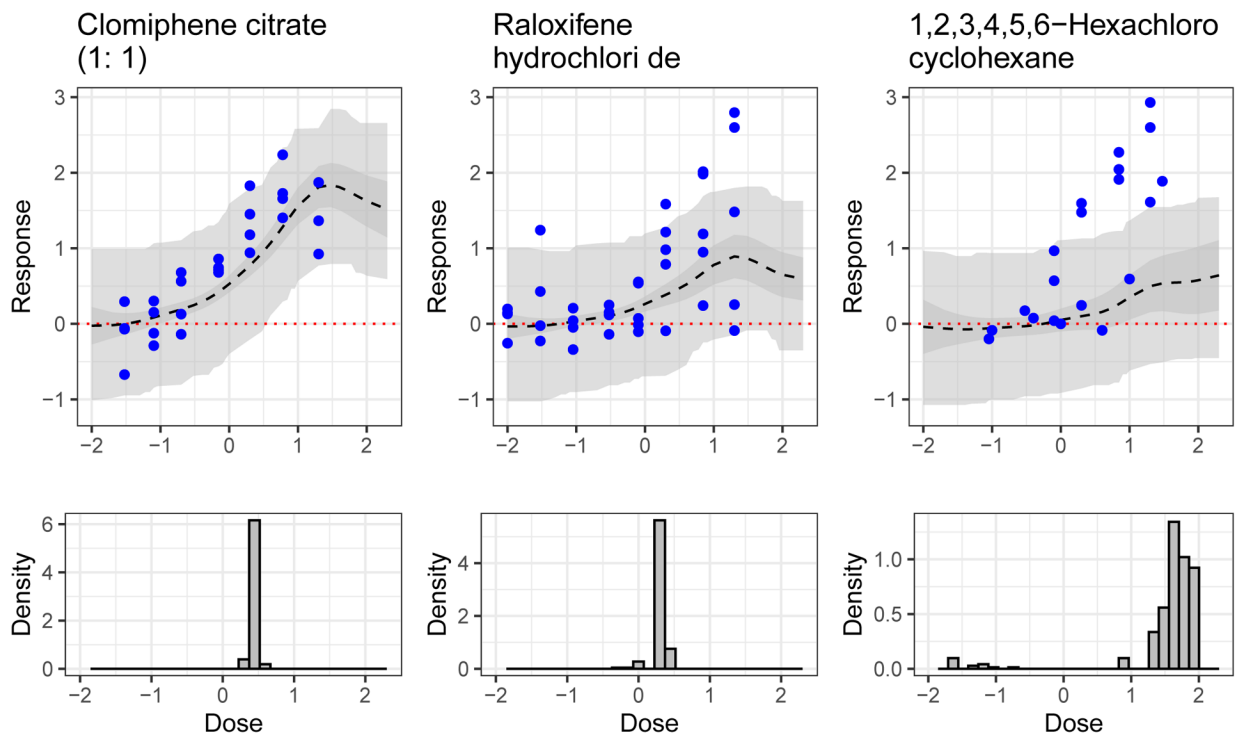 Clomiphene citrate
(1: 1)
Raloxifene
hydrochlori de
1,2,3,4,5,6−Hexachloro
cyclohexane
Response
3
2
1
0
−1
−2 −1 0 1 2
Response
3
2
1
0
−1
−2 −1 0 1 2
Response
3
2
1
0
−1
−2 −1 0 1 2
Density
6
4
2
0
−2 −1 0 1 2
Dose
Density
4
2
0
−2 −1 0 1 2
Dose
Density
1.0
0.5
0.0
−2 −1 0 1 2
Dose